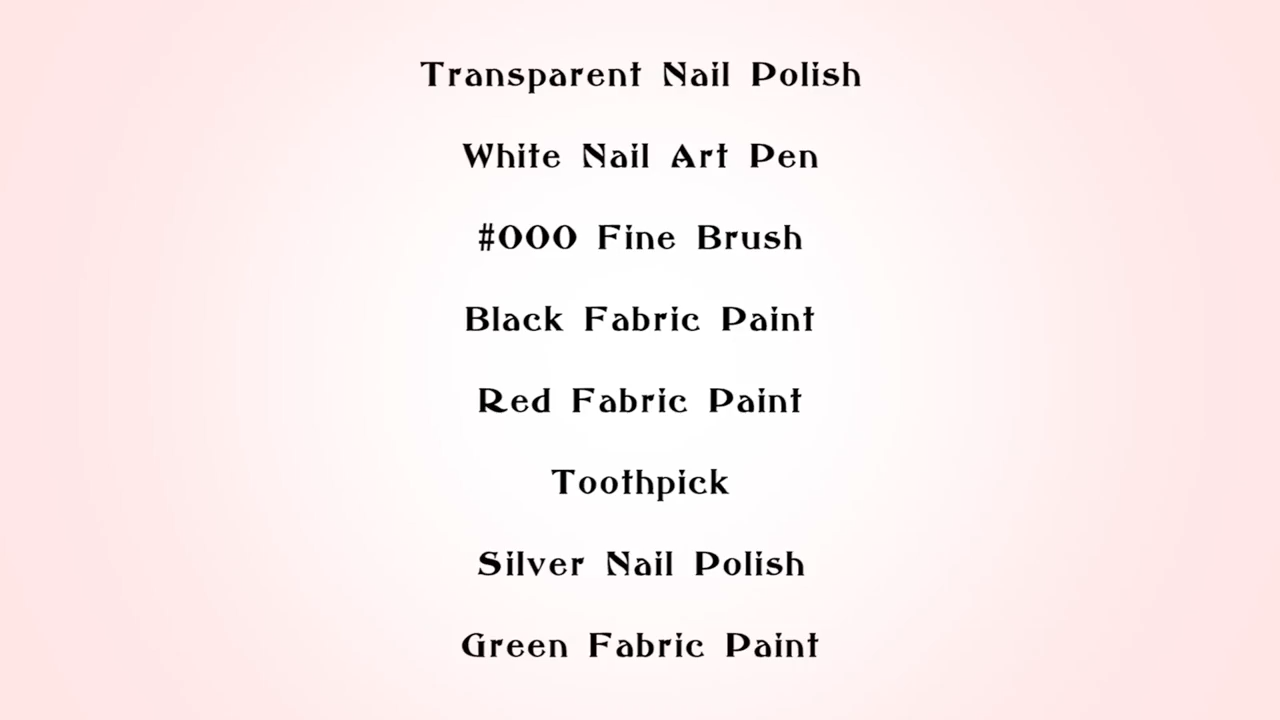 Transparent Nail Polish
White Nail Art Pen
#000 Fine Brush
Black Fabric Paint
Red Fabric Paint
Toothpick
Silver Nail Polish
Green Fabric Paint